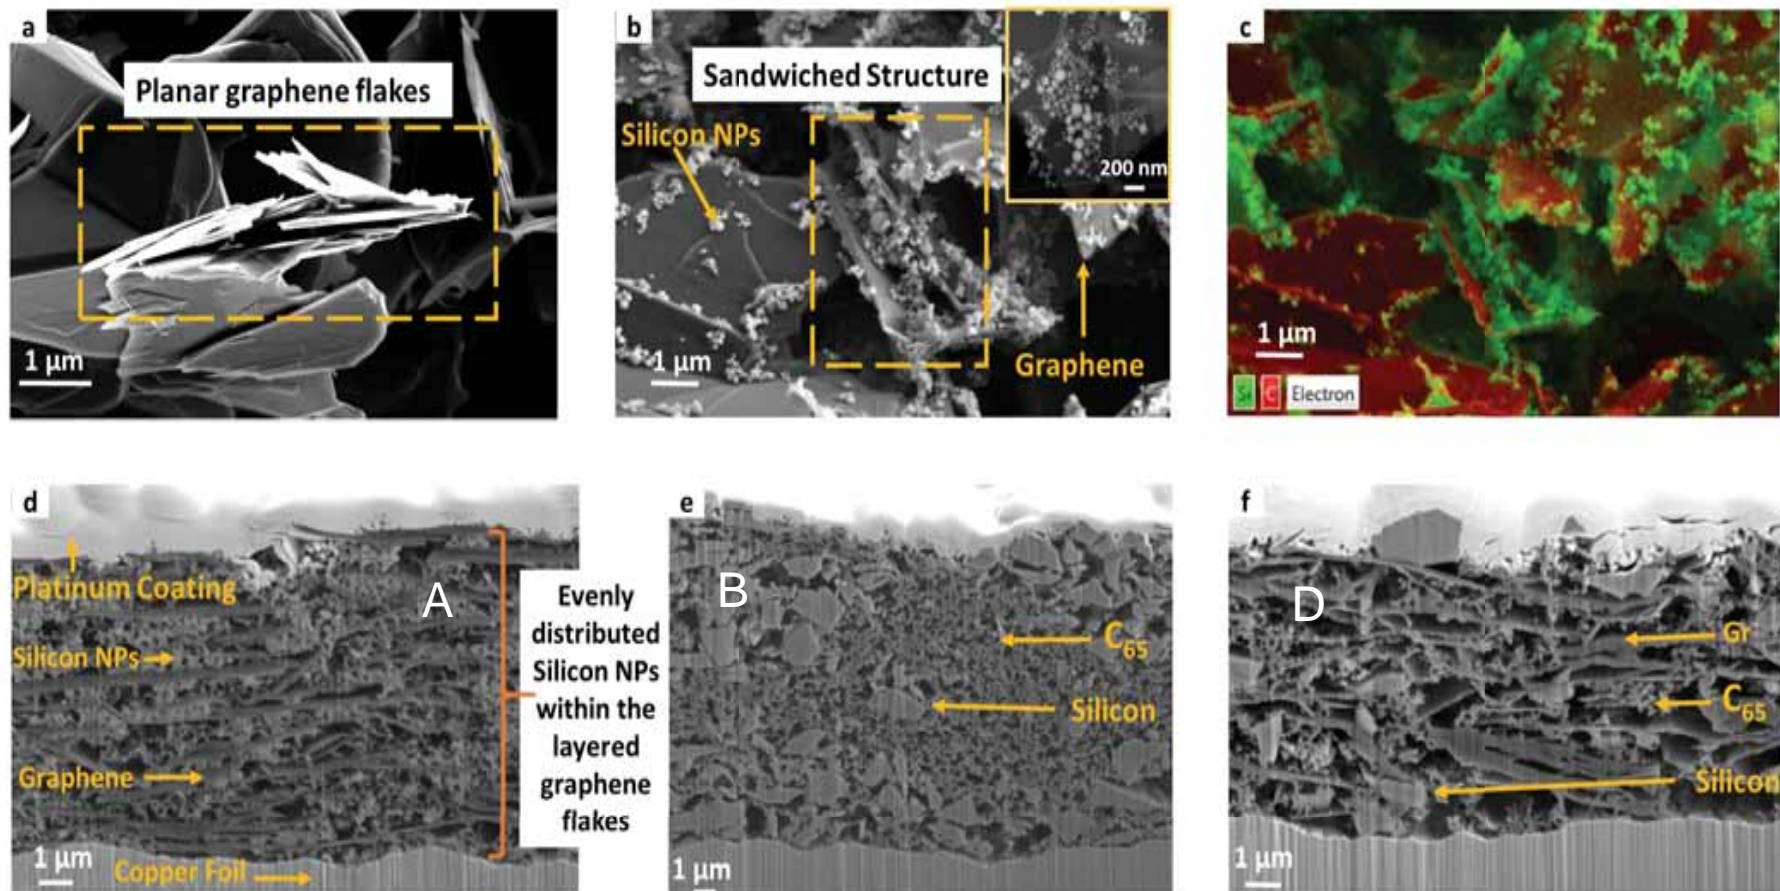 a
Planar graphene flakes
1 μm
b
Sandwiched Structure
Silicon NPs
200 nm
1 μm
Graphene
c
1 μm
Si C Electron
d
Platinum Coating
A
Silicon NPs
Graphene
1 μm
Copper Foil
Evenly
distributed
Silicon NPs
within the
layered
graphene
flakes
e
B
C65
Silicon
1 μm
f
D
Gr
C65
Silicon
1 μm